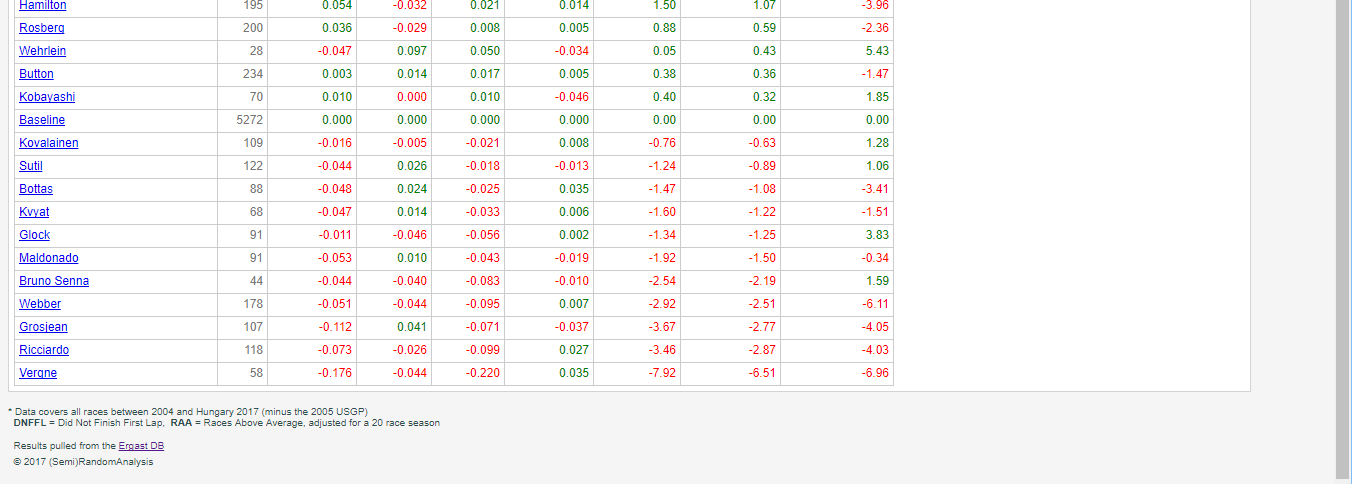 Hamilton 195 0.054 -0.032 0.021 0.014 1.50 1.07 -3.96
Rosberg 200 0.036 -0.029 0.008 0.005 0.88 0.59 -2.36
Wehrlein 28 -0.047 0.097 0.050 -0.034 0.05 0.43 5.43
Button 234 0.003 0.014 0.017 0.005 0.38 0.36 -1.47
Kobayashi 70 0.010 0.000 0.010 -0.046 0.40 0.32 1.85
Baseline 5272 0.000 0.000 0.000 0.000 0.00 0.00 0.00
Kovalainen 109 -0.016 -0.005 -0.021 0.008 -0.76 -0.63 1.28
Sutil 122 -0.044 0.026 -0.018 -0.013 -1.24 -0.89 1.06
Bottas 88 -0.048 0.024 -0.025 0.035 -1.47 -1.08 -3.41
Kvyat 68 -0.047 0.014 -0.033 0.006 -1.60 -1.22 -1.51
Glock 91 -0.011 -0.046 -0.056 0.002 -1.34 -1.25 3.83
Maldonado 91 -0.053 0.010 -0.043 -0.019 -1.92 -1.50 -0.34
Bruno Senna 44 -0.044 -0.040 -0.083 -0.010 -2.54 -2.19 1.59
Webber 178 -0.051 -0.044 -0.095 0.007 -2.92 -2.51 -6.11
Grosjean 107 -0.112 0.041 -0.071 -0.037 -3.67 -2.77 -4.05
Ricciardo 118 -0.073 -0.026 -0.099 0.027 -3.46 -2.87 -4.03
Vergne 58 -0.176 -0.044 -0.220 0.035 -7.92 -6.51 -6.96
* Data covers all races between 2004 and Hungary 2017 (minus the 2005 USGP)
DNFFL = Did Not Finish First Lap, RAA = Races Above Average, adjusted for a 20 race season
Results pulled from the Ergast DB
© 2017 (Semi)RandomAnalysis